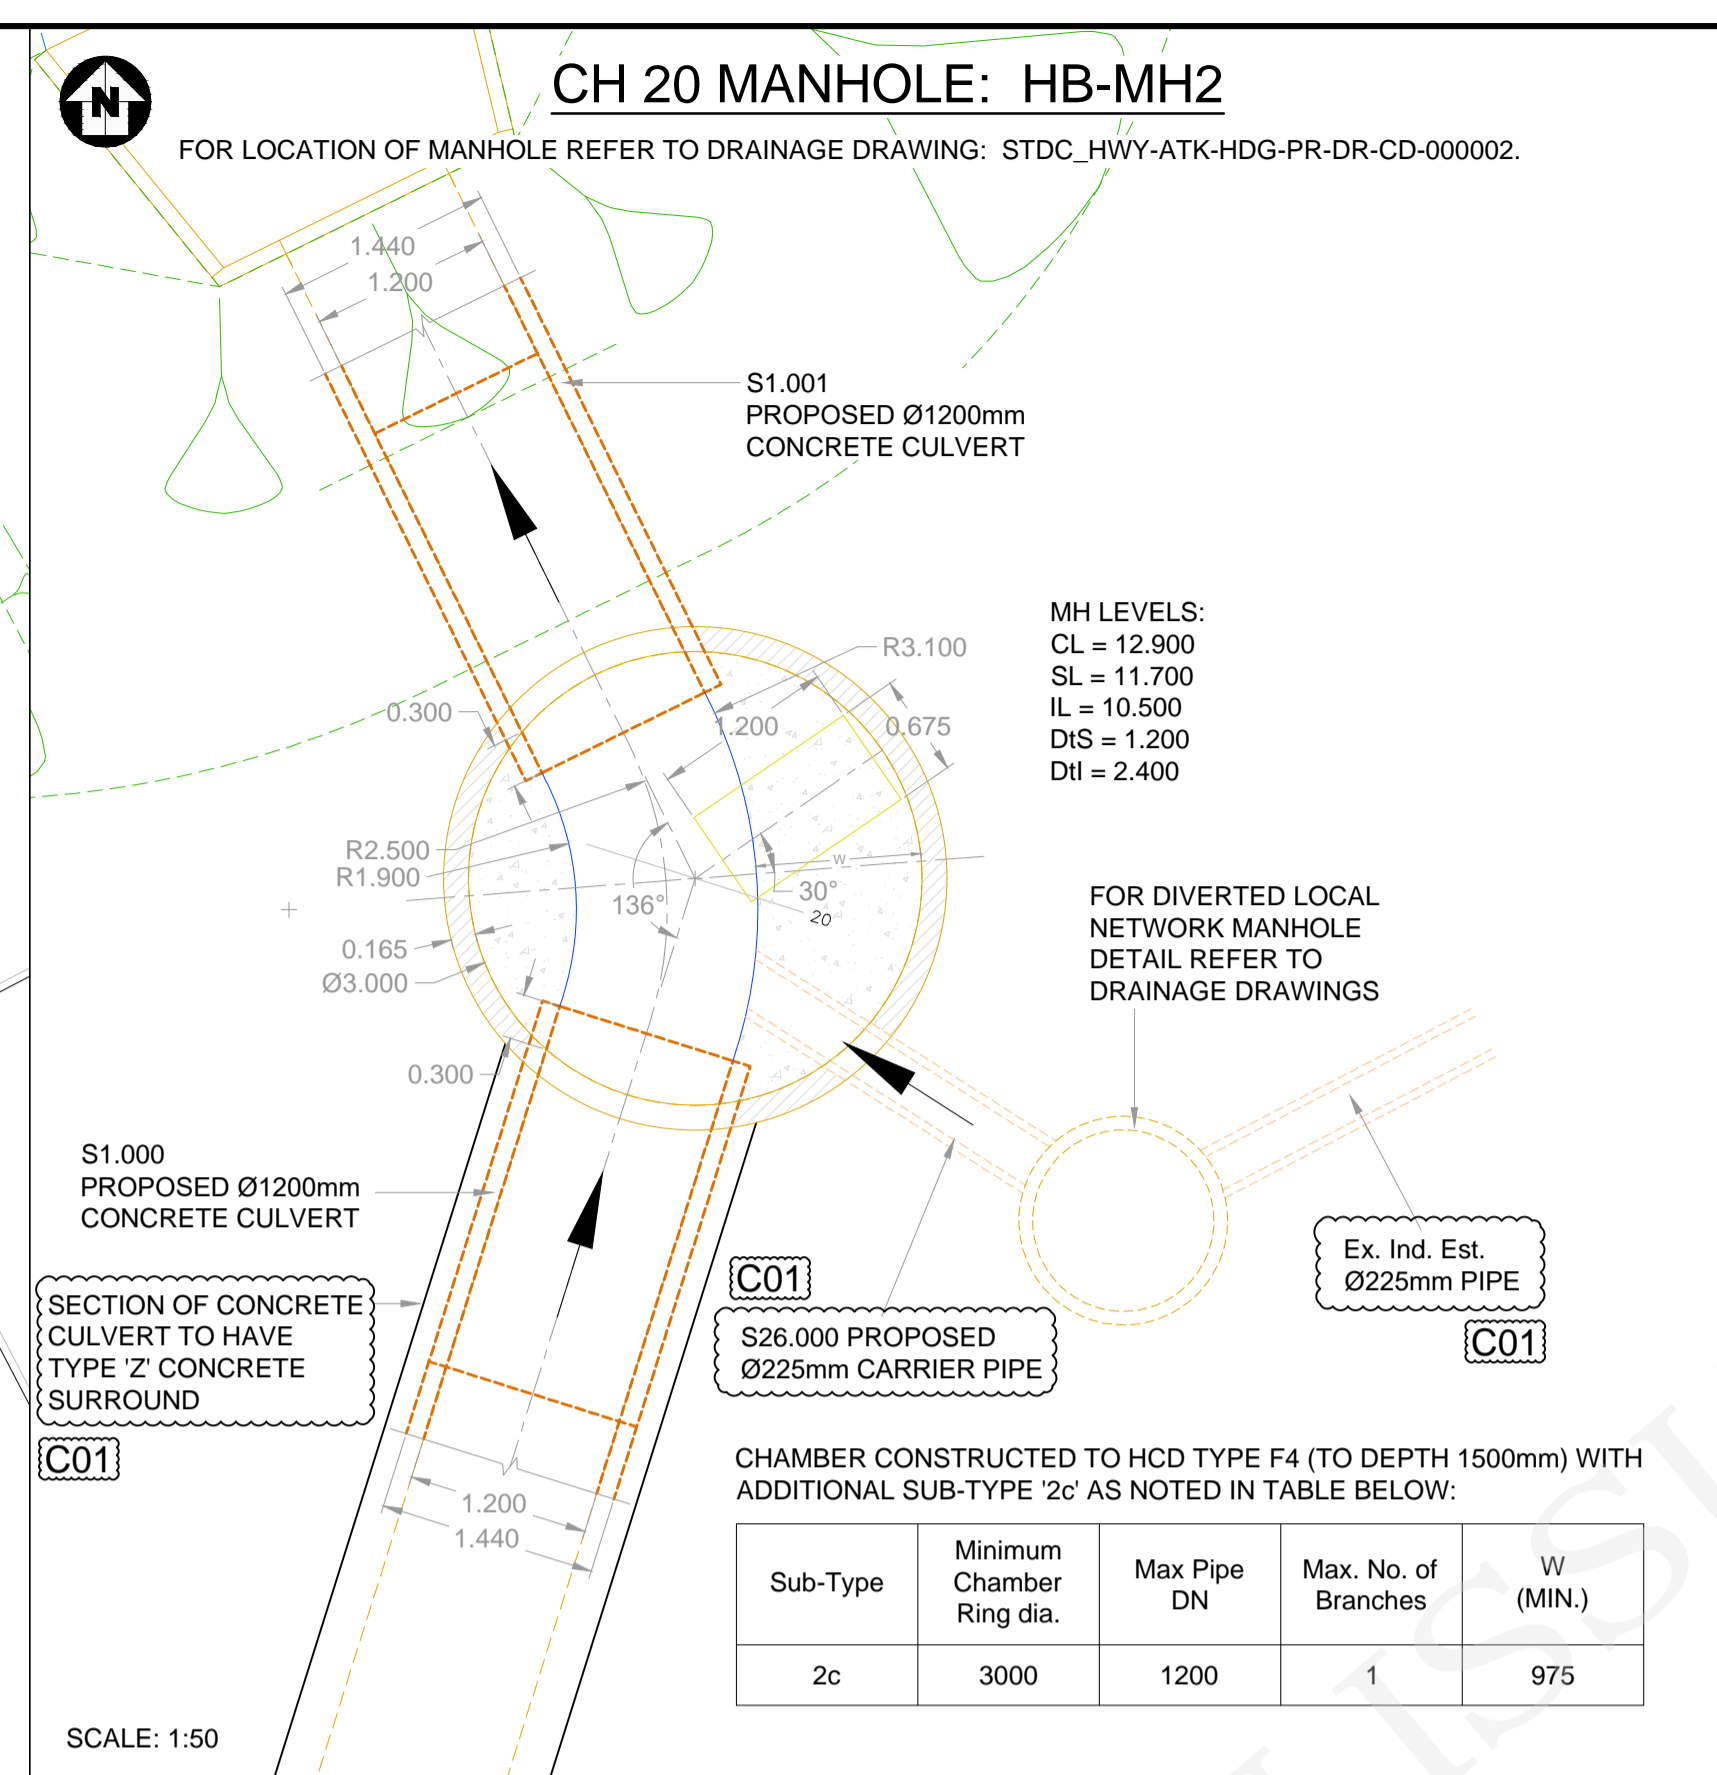 N
CH 20 MANHOLE: HB-MH2
FOR LOCATION OF MANHOLE REFER TO DRAINAGE DRAWING: STDC_HWY-ATK-HDG-PR-DR-CD-000002.
1.440
1.200
S1.001
PROPOSED Ø1200mm
CONCRETE CULVERT
MH LEVELS:
CL = 12.900
SL = 11.700
IL = 10.500
DtS = 1.200
DtI = 2.400
R3.100
0.300
1.200
0.675
R2.500
R1.900
W
136°
30°
20
0.165
Ø3.000
0.300
FOR DIVERTED LOCAL
NETWORK MANHOLE
DETAIL REFER TO
DRAINAGE DRAWINGS
S1.000
PROPOSED Ø1200mm
CONCRETE CULVERT
SECTION OF CONCRETE
CULVERT TO HAVE
TYPE 'Z' CONCRETE
SURROUND
C01
C01
S26.000 PROPOSED
Ø225mm CARRIER PIPE
Ex. Ind. Est.
Ø225mm PIPE
C01
1.200
1.440
CHAMBER CONSTRUCTED TO HCD TYPE F4 (TO DEPTH 1500mm) WITH
ADDITIONAL SUB-TYPE '2c' AS NOTED IN TABLE BELOW:
Sub-Type
Minimum
Chamber
Ring dia.
Max Pipe
DN
Max. No. of
Branches
W
(MIN.)
2c
3000
1200
1
975
SCALE: 1:50